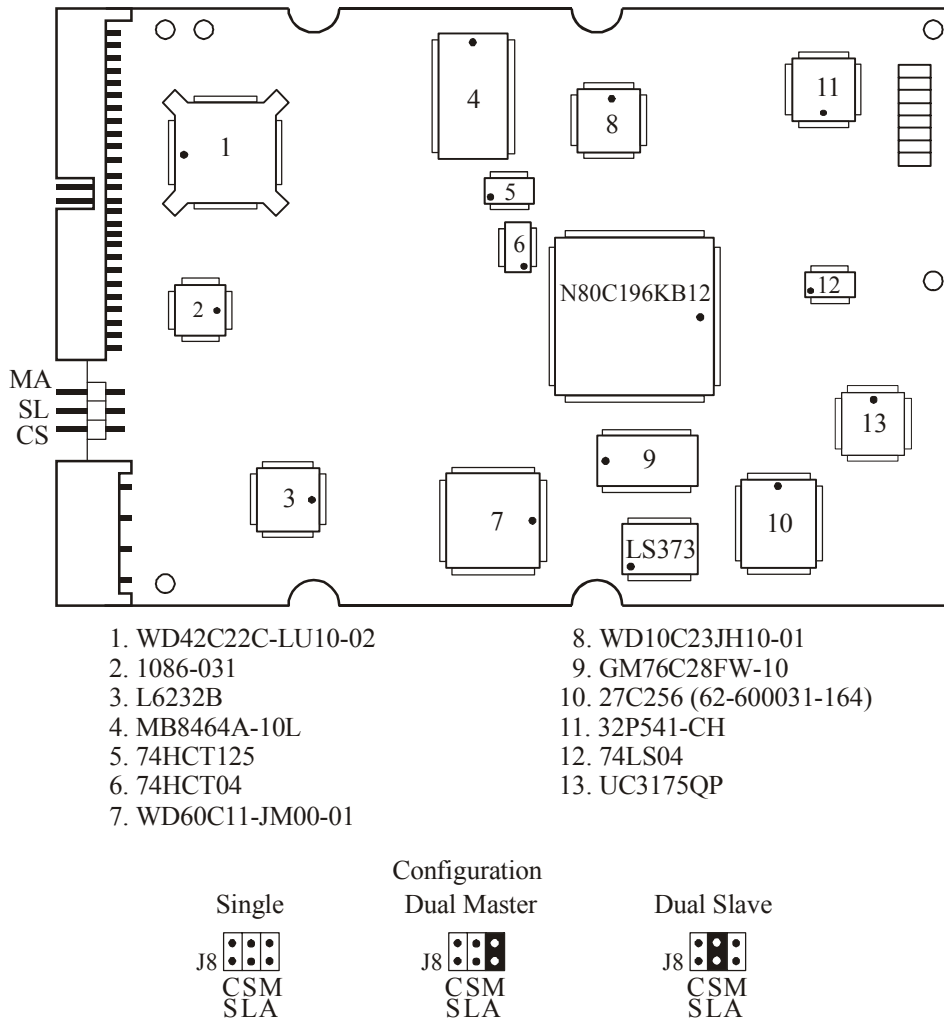 4
8
11
1
5
6
N80C196KB12
12
2
MA
SL
CS
13
9
3
7
10
LS373
1. WD42C22C-LU10-02
2. 1086-031
3. L6232B
4. MB8464A-10L
5. 74HCT125
6. 74HCT04
7. WD60C11-JM00-01
8. WD10C23JH10-01
9. GM76C28FW-10
10. 27C256 (62-600031-164)
11. 32P541-CH
12. 74LS04
13. UC3175QP
Configuration
Single
J8
CSM
SLA
Dual Master
J8
CSM
SLA
Dual Slave
J8
CSM
SLA